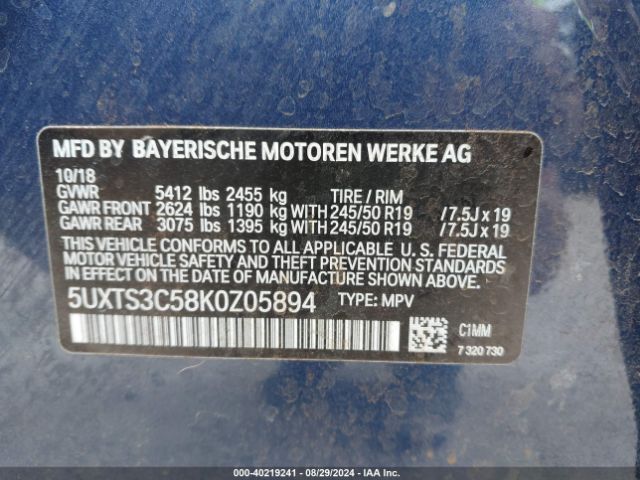 MFD BY BAYERISCHE MOTOREN WERKE AG
10/18
GVWR 5412 lbs 2455 kg TIRE / RIM
GAWR FRONT 2624 lbs 1190 kg WITH 245/50 R19 / 7.5J x 19
GAWR REAR 3075 lbs 1395 kg WITH 245/50 R19 / 7.5J x 19
THIS VEHICLE CONFORMS TO ALL APPLICABLE U. S. FEDERAL
MOTOR VEHICLE SAFETY AND THEFT PREVENTION STANDARDS
IN EFFECT ON THE DATE OF MANUFACTURE SHOWN ABOVE.
5UXTS3C58K0Z05894 TYPE: MPV
C1MM
7 320 730
000-40219241 - 08/29/2024 - IAA Inc.